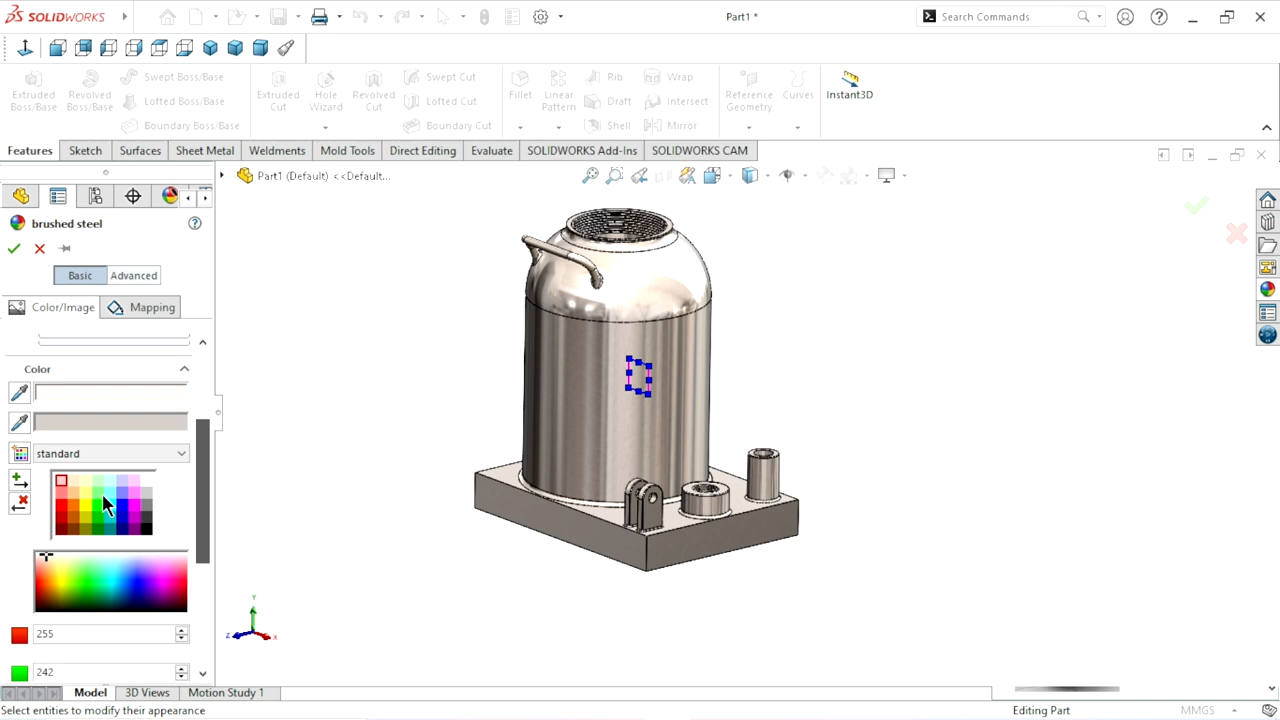 SOLIDWORKS
Part1 *
Search Commands
Extruded Boss/Base
Revolved Boss/Base
Swept Boss/Base
Lofted Boss/Base
Boundary Boss/Base
Extruded Cut
Hole Wizard
Revolved Cut
Swept Cut
Lofted Cut
Boundary Cut
Fillet
Linear Pattern
Rib
Draft
Shell
Wrap
Intersect
Mirror
Reference Geometry
Curves
Instant3D
Features
Sketch
Surfaces
Sheet Metal
Weldments
Mold Tools
Direct Editing
Evaluate
SOLIDWORKS Add-Ins
SOLIDWORKS CAM
Part1 (Default) <<Default...
brushed steel
Basic
Advanced
Color/Image
Mapping
Color
standard
255
242
Y
Z
X
Model
3D Views
Motion Study 1
Select entities to modify their appearance
Editing Part
MMGS